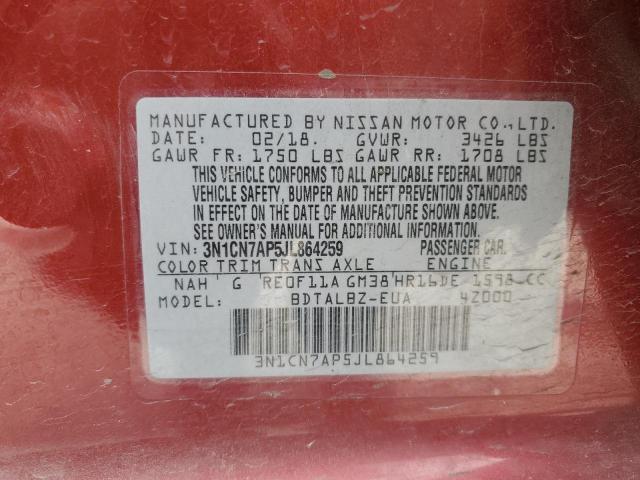 MANUFACTURED BY NISSAN MOTOR CO., LTD.
DATE: 02/18. GVWR: 3426 LBS
GAWR FR: 1750 LBS GAWR RR: 1708 LBS
THIS VEHICLE CONFORMS TO ALL APPLICABLE FEDERAL MOTOR
VEHICLE SAFETY, BUMPER AND THEFT PREVENTION STANDARDS
IN EFFECT ON THE DATE OF MANUFACTURE SHOWN ABOVE.
SEE OWNER'S MANUAL FOR ADDITIONAL INFORMATION.
VIN: 3N1CN7AP5JL864259 PASSENGER CAR.
COLOR TRIM TRANS AXLE ENGINE
NAH G RE0F11A GM38 HR16DE 1598 CC
MODEL: BDTALBZ-EUA 4Z000
3N1CN7AP5JL864259